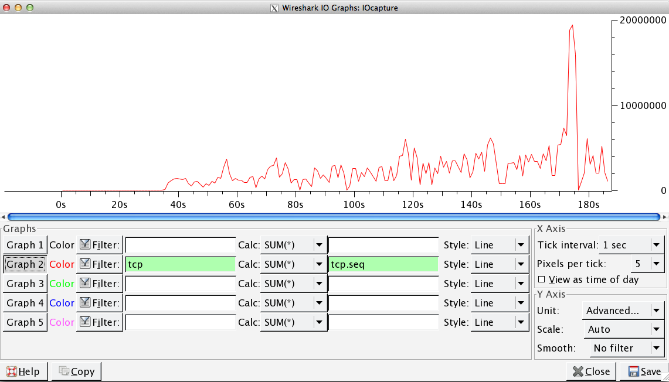 Wireshark IO Graphs: IOcapture
20000000
10000000
0
0s 20s 40s 60s 80s 100s 120s 140s 160s 180s
Graphs
Graph 1 Color Filter: Calc: SUM(*) Style: Line
Graph 2 Color Filter: tcp Calc: SUM(*) tcp.seq Style: Line
Graph 3 Color Filter: Calc: SUM(*) Style: Line
Graph 4 Color Filter: Calc: SUM(*) Style: Line
Graph 5 Color Filter: Calc: SUM(*) Style: Line
X Axis
Tick interval: 1 sec
Pixels per tick: 5
View as time of day
Y Axis
Unit: Advanced...
Scale: Auto
Smooth: No filter
Help Copy Close Save